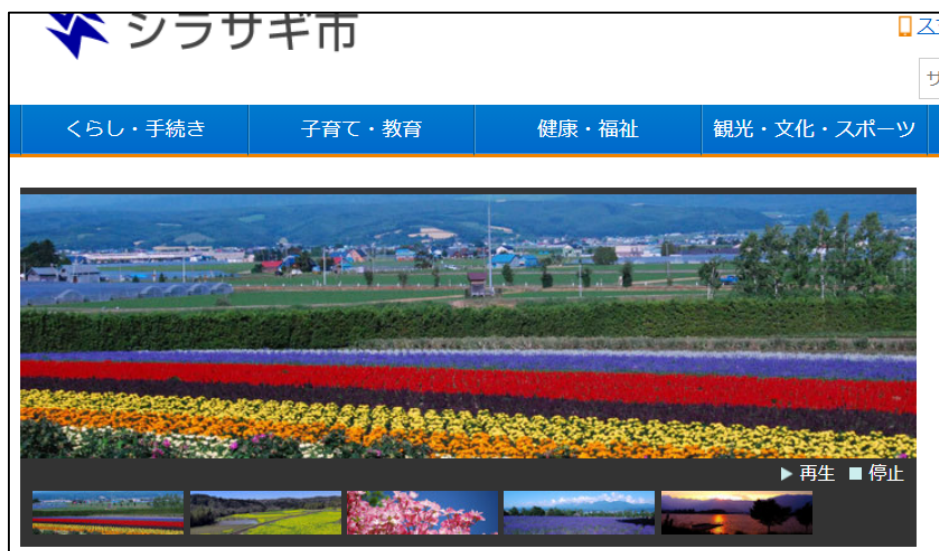 シラサギ市
くらし・手続き
子育て・教育
健康・福祉
観光・文化・スポーツ
再生
停止